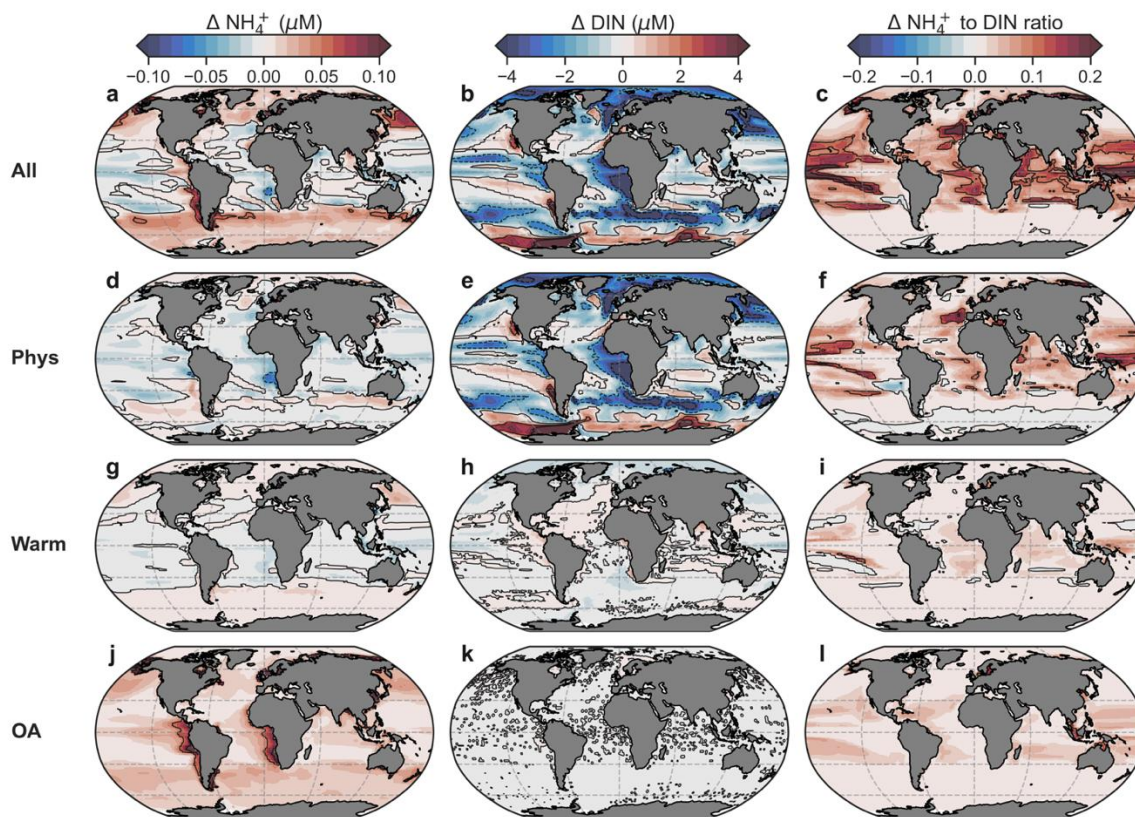 Δ NH₄⁺ (μM) Δ DIN (μM) Δ NH₄⁺ to DIN ratio
−0.10 −0.05 0.00 0.05 0.10 −4 −2 0 2 4 −0.2 −0.1 0.0 0.1 0.2
a b c
All
d e f
Phys
g h i
Warm
j k l
OA